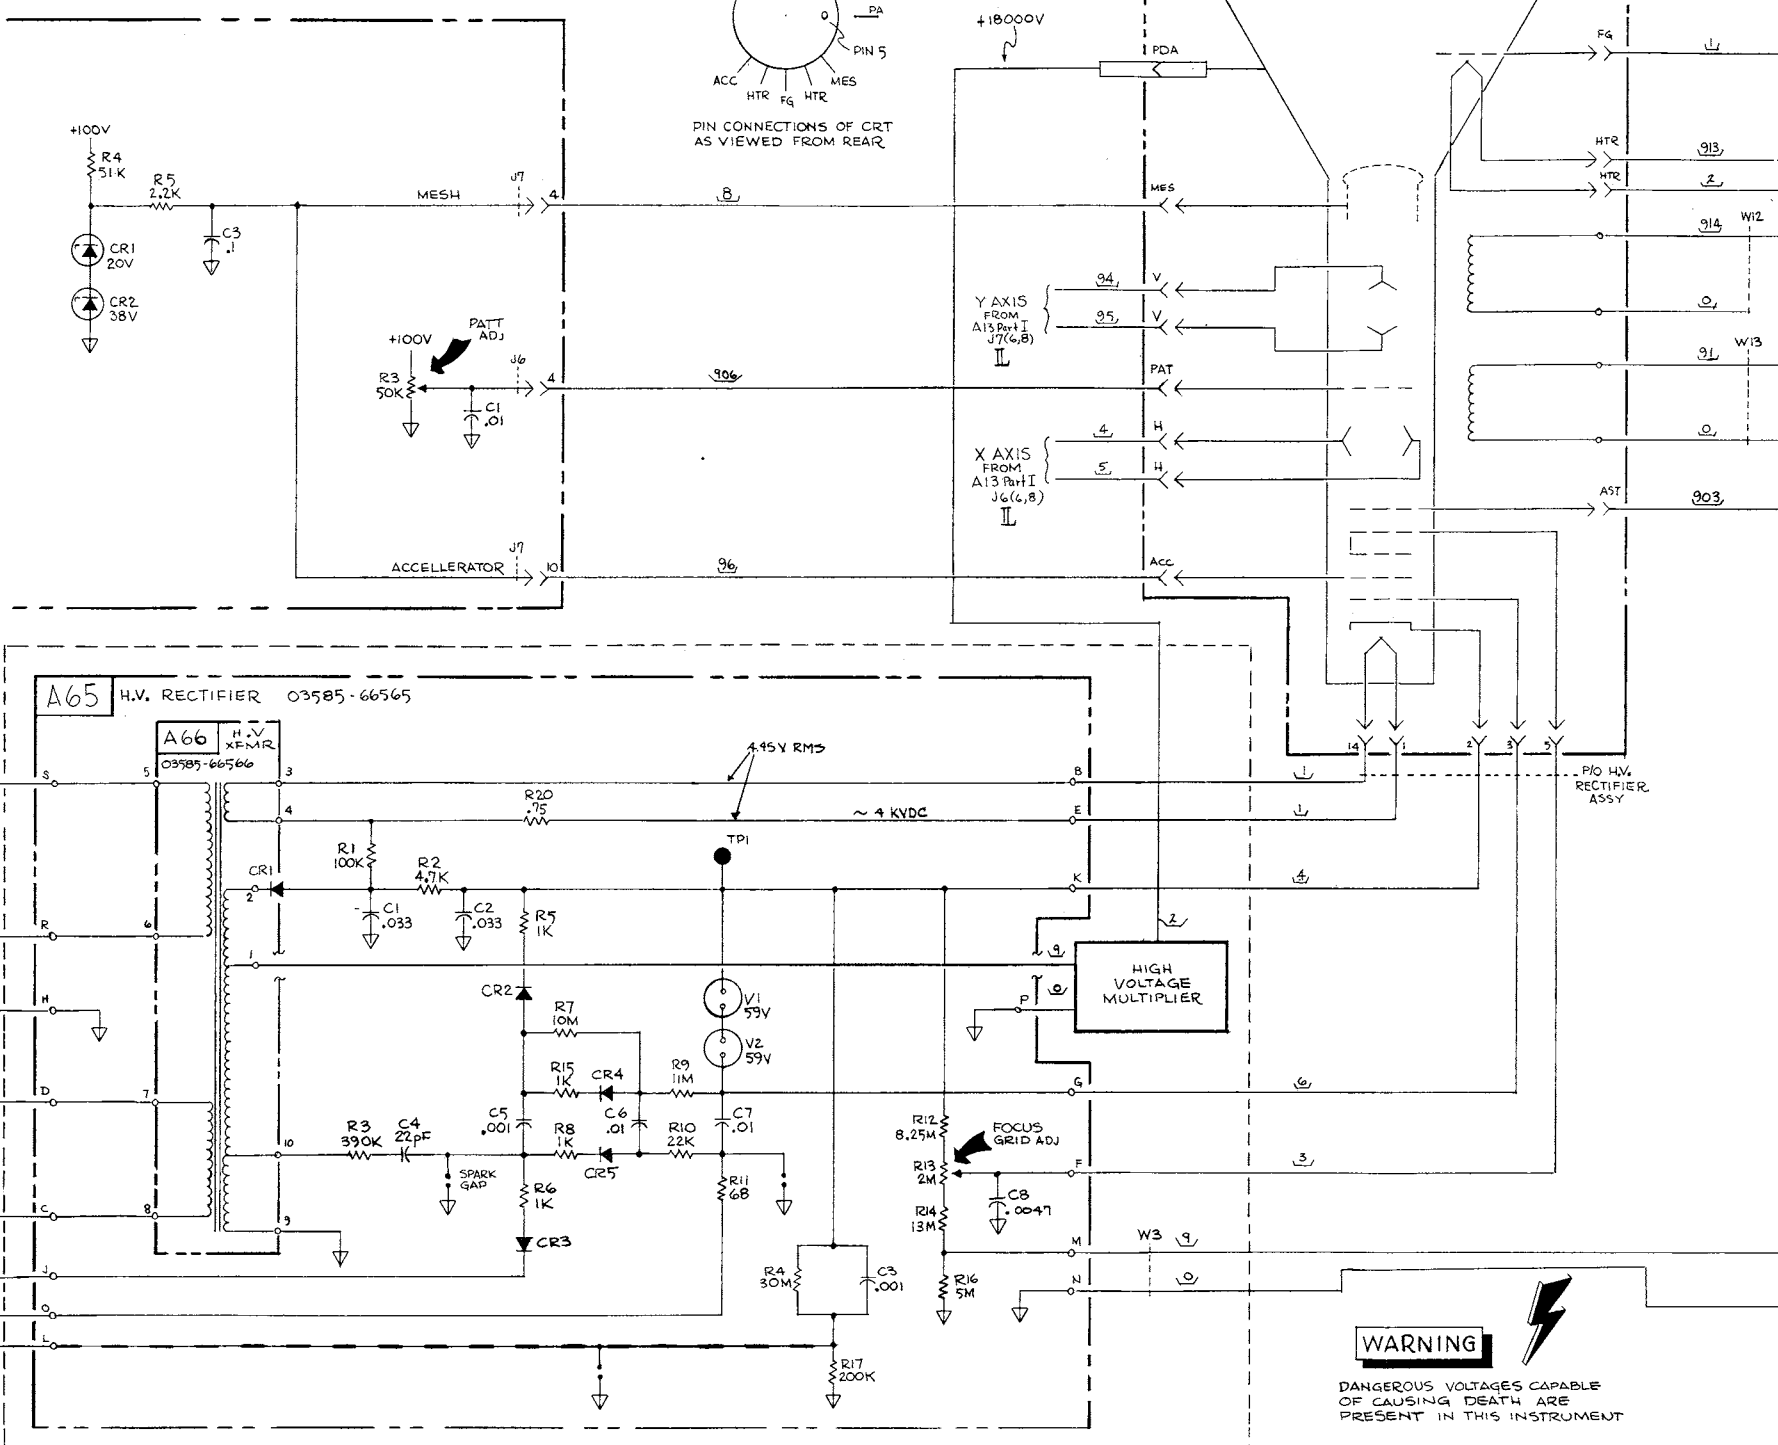 +18000V
PA
PIN 5
ACC
HTR
FG
HTR
MES
PIN CONNECTIONS OF CRT
AS VIEWED FROM REAR
PDA
FG
1
+100V
R4
51K
R5
2.2K
MESH
J7
4
8
MES
HTR
913
HTR
2
C3
.1
CR1
20V
CR2
38V
914
W12
0
94
V
Y AXIS
FROM
A13 Part I
J7(6,8)
95
V
PATT
ADJ
+100V
R3
50K
C1
.01
J6
4
906
PAT
91
W13
0
4
H
X AXIS
FROM
A13 Part I
J6(6,8)
5
H
AST
903
ACCELLERATOR
J7
10
96
ACC
A65
H.V. RECTIFIER 03585-66565
A66
H.V
XFMR
03585-66566
4.45V RMS
14
1
2
3
5
P/O H.V.
RECTIFIER
ASSY
S
5
3
B
1
4
R20
.75
~ 4 KVDC
E
1
R1
100K
TP1
CR1
2
R2
4.7K
K
4
C1
.033
C2
.033
R5
1K
R
6
1
9
2
HIGH
VOLTAGE
MULTIPLIER
P
0
H
CR2
R7
10M
V1
59V
V2
59V
R15
1K
CR4
R9
11M
G
6
D
7
C5
.001
C6
.01
C7
.01
R12
8.25M
FOCUS
GRID ADJ
10
R3
390K
C4
22pF
R8
1K
CR5
R10
22K
SPARK
GAP
R13
2M
F
3
R6
1K
R11
68
C8
.0047
C
8
9
R14
13M
CR3
M
W3
9
J
R4
30M
C3
.001
R16
5M
N
0
O
L
R17
200K
WARNING
DANGEROUS VOLTAGES CAPABLE
OF CAUSING DEATH ARE
PRESENT IN THIS INSTRUMENT